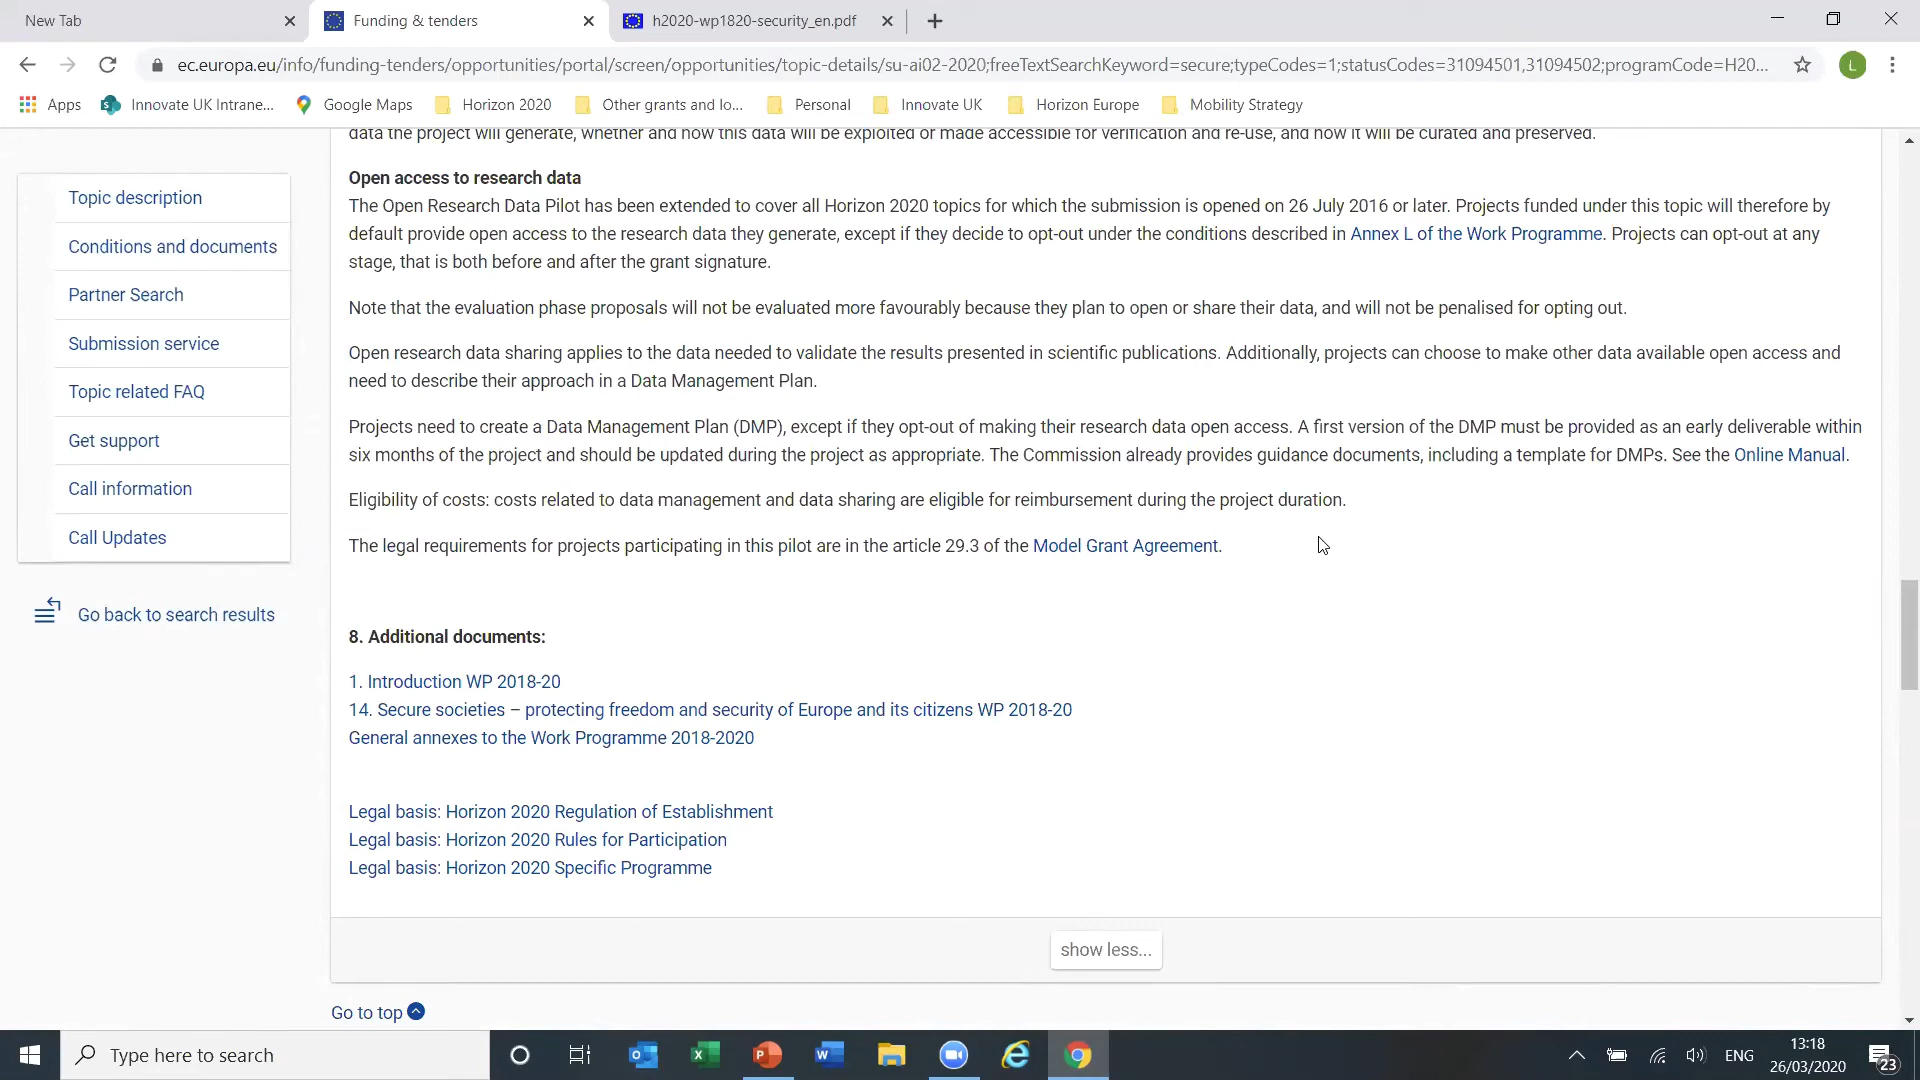 New Tab
Funding & tenders
h2020-wp1820-security_en.pdf
ec.europa.eu/info/funding-tenders/opportunities/portal/screen/opportunities/topic-details/su-ai02-2020;freeTextSearchKeyword=secure;typeCodes=1;statusCodes=31094501,31094502;programCode=H20...
L
Apps
Innovate UK Intrane...
Google Maps
Horizon 2020
Other grants and lo...
Personal
Innovate UK
Horizon Europe
Mobility Strategy
data the project will generate, whether and how this data will be exploited or made accessible for verification and re-use, and how it will be curated and preserved.
Topic description
Conditions and documents
Partner Search
Submission service
Topic related FAQ
Get support
Call information
Call Updates
Go back to search results
Open access to research data
The Open Research Data Pilot has been extended to cover all Horizon 2020 topics for which the submission is opened on 26 July 2016 or later. Projects funded under this topic will therefore by
default provide open access to the research data they generate, except if they decide to opt-out under the conditions described in Annex L of the Work Programme. Projects can opt-out at any
stage, that is both before and after the grant signature.
Note that the evaluation phase proposals will not be evaluated more favourably because they plan to open or share their data, and will not be penalised for opting out.
Open research data sharing applies to the data needed to validate the results presented in scientific publications. Additionally, projects can choose to make other data available open access and
need to describe their approach in a Data Management Plan.
Projects need to create a Data Management Plan (DMP), except if they opt-out of making their research data open access. A first version of the DMP must be provided as an early deliverable within
six months of the project and should be updated during the project as appropriate. The Commission already provides guidance documents, including a template for DMPs. See the Online Manual.
Eligibility of costs: costs related to data management and data sharing are eligible for reimbursement during the project duration.
The legal requirements for projects participating in this pilot are in the article 29.3 of the Model Grant Agreement.
8. Additional documents:
1. Introduction WP 2018-20
14. Secure societies – protecting freedom and security of Europe and its citizens WP 2018-20
General annexes to the Work Programme 2018-2020
Legal basis: Horizon 2020 Regulation of Establishment
Legal basis: Horizon 2020 Rules for Participation
Legal basis: Horizon 2020 Specific Programme
show less...
Go to top
Type here to search
ENG
13:18
26/03/2020
23